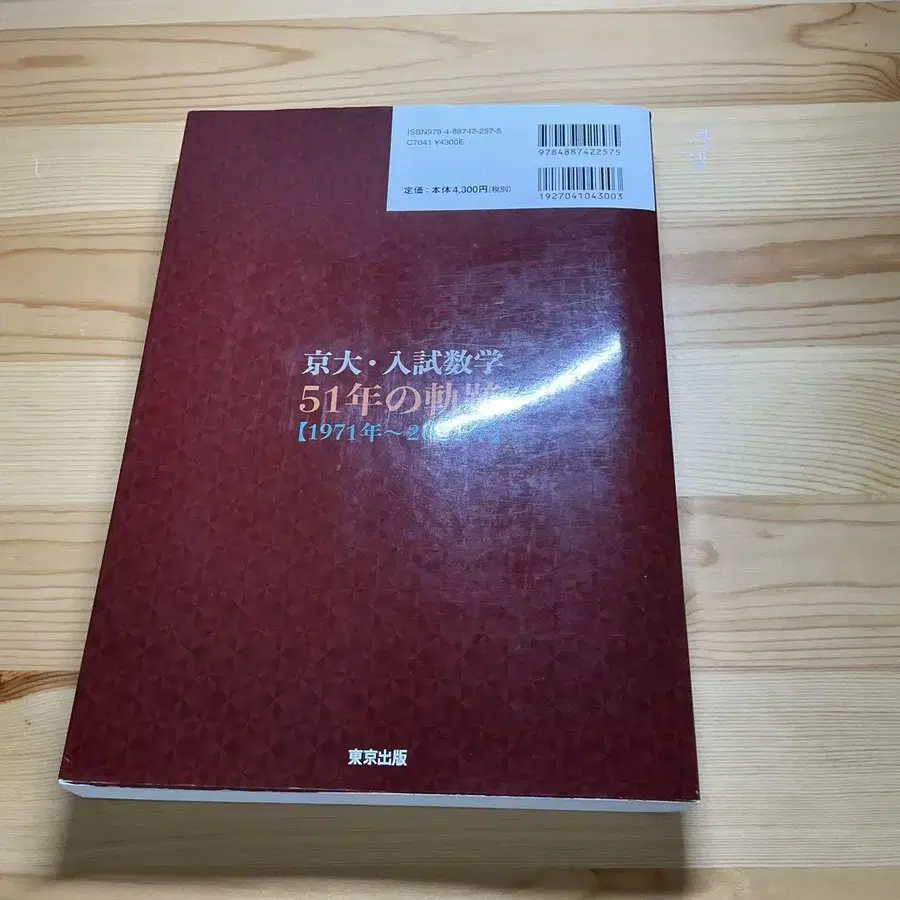 ISBN978-4-88742-257-5
C7041 ¥4300E
定価：本体4,300円(税別)
9784887422575
1927041043003
京大・入試数学
51年の軌跡
【1971年〜2
東京出版